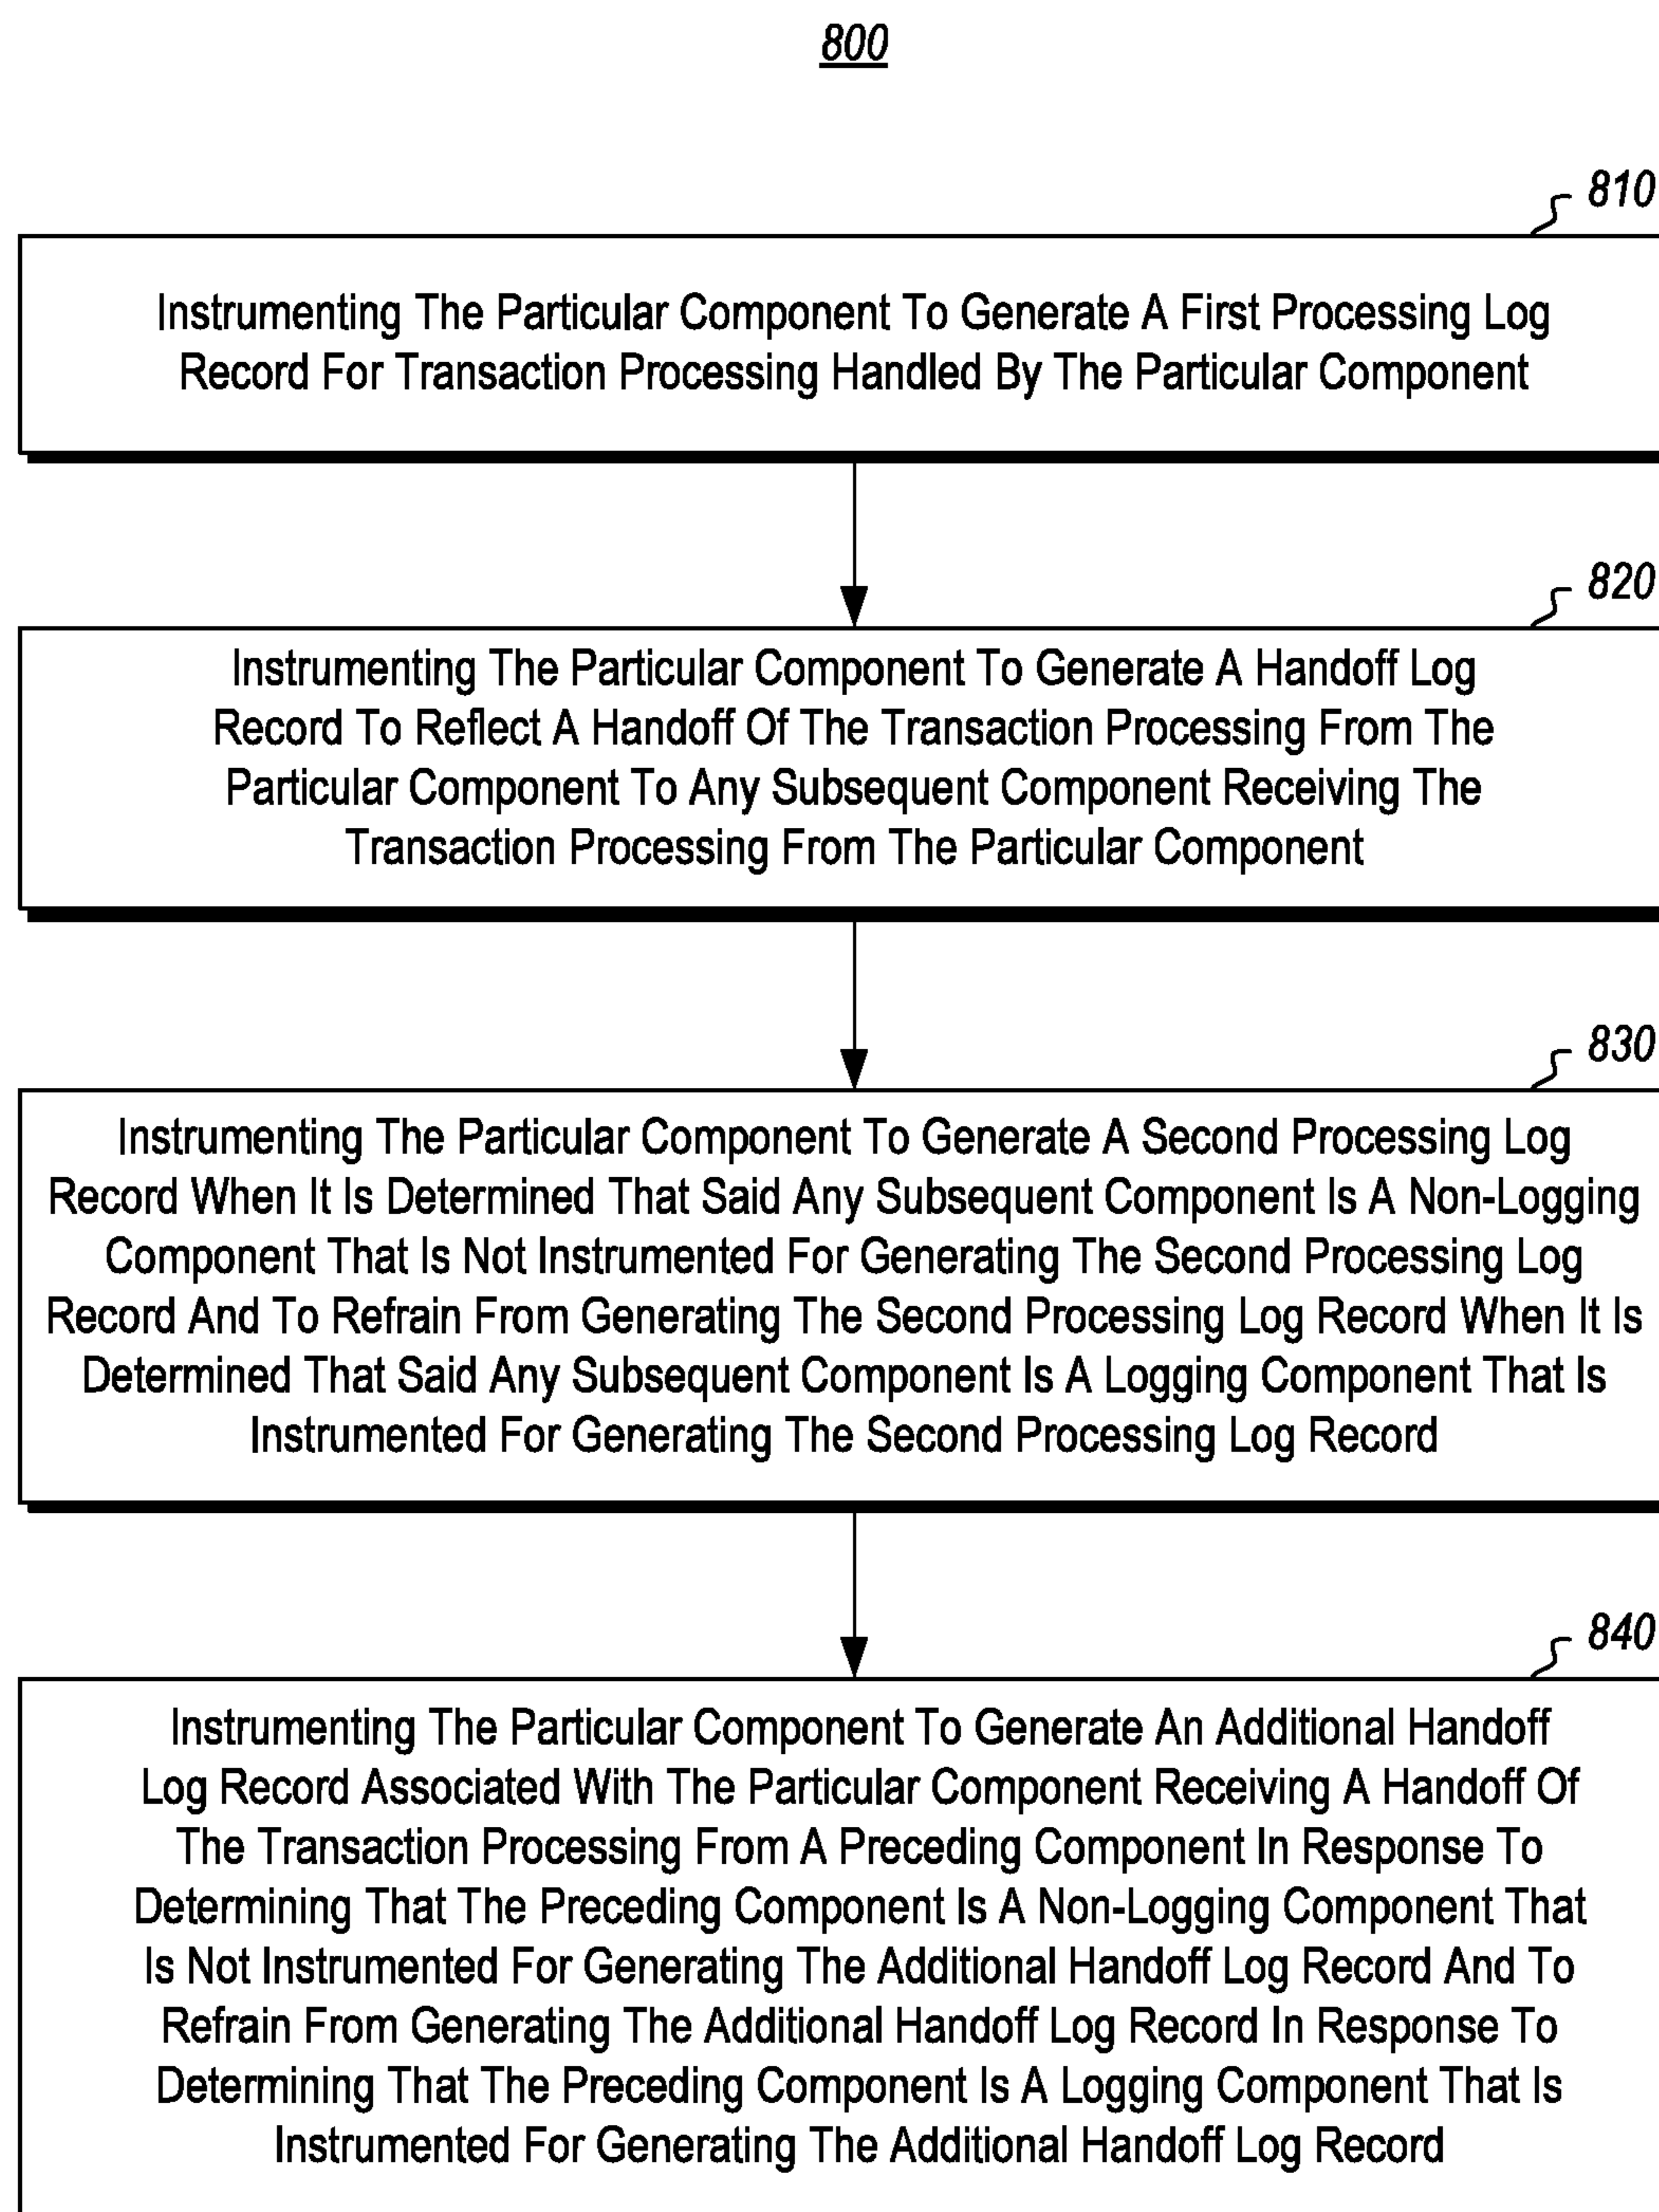 800
810
Instrumenting The Particular Component To Generate A First Processing Log
Record For Transaction Processing Handled By The Particular Component
820
Instrumenting The Particular Component To Generate A Handoff Log
Record To Reflect A Handoff Of The Transaction Processing From The
Particular Component To Any Subsequent Component Receiving The
Transaction Processing From The Particular Component
830
Instrumenting The Particular Component To Generate A Second Processing Log
Record When It Is Determined That Said Any Subsequent Component Is A Non-Logging
Component That Is Not Instrumented For Generating The Second Processing Log
Record And To Refrain From Generating The Second Processing Log Record When It Is
Determined That Said Any Subsequent Component Is A Logging Component That Is
Instrumented For Generating The Second Processing Log Record
840
Instrumenting The Particular Component To Generate An Additional Handoff
Log Record Associated With The Particular Component Receiving A Handoff Of
The Transaction Processing From A Preceding Component In Response To
Determining That The Preceding Component Is A Non-Logging Component That
Is Not Instrumented For Generating The Additional Handoff Log Record And To
Refrain From Generating The Additional Handoff Log Record In Response To
Determining That The Preceding Component Is A Logging Component That Is
Instrumented For Generating The Additional Handoff Log Record